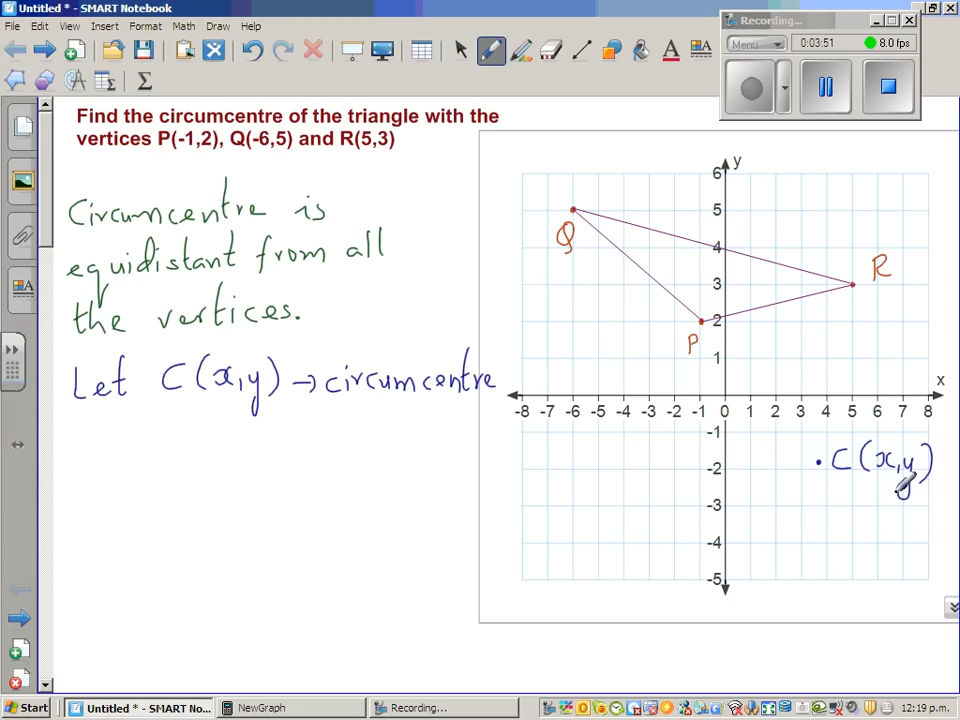 Untitled * - SMART Notebook
File Edit View Insert Format Math Draw Help
Recording...
Menu
0:03:51
8.0 fps
Find the circumcentre of the triangle with the
vertices P(-1,2), Q(-6,5) and R(5,3)
Circumcentre is
equidistant from all
the vertices.
Let C(x,y) → circumcentre
y
6
5
4
3
2
1
Q
R
P
x
-8 -7 -6 -5 -4 -3 -2 -1 0 1 2 3 4 5 6 7 8
-1
-2
-3
-4
-5
C(x,y)
Start
Untitled * - SMART No...
NewGraph
Recording...
12:19 p.m.